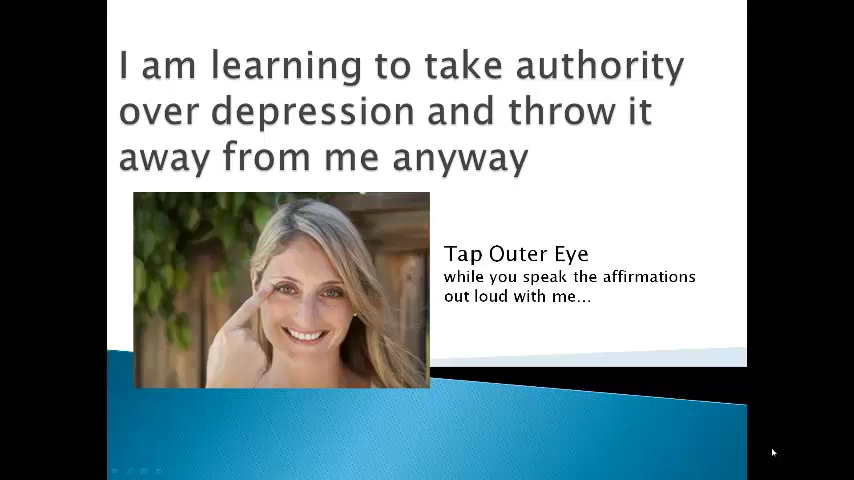 I am learning to take authority
over depression and throw it
away from me anyway
Tap Outer Eye
while you speak the affirmations
out loud with me...